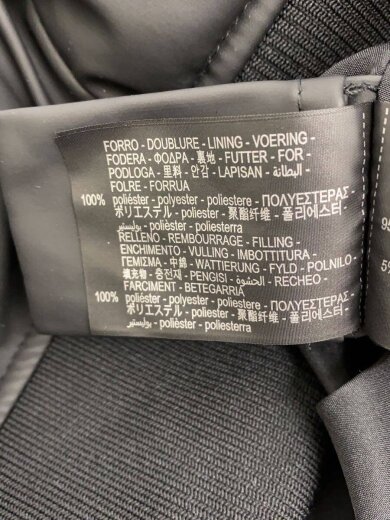 FORRO - DOUBLURE - LINING - VOERING -
FODERA - ΦΟΔΡΑ - 裏地 - FUTTER - FOR -
PODLOGA - 里料 - 안감 - LAPISAN - البطانة -
FOLRE - FORRUA
100% poliéster - polyester - poliestere - ΠΟΛΥΕΣΤΕΡΑΣ -
ポリエステル - poliester - 聚酯纤维 - 폴리에스터 -
بوليستير - polièster - poliesterra
RELLENO - REMBOURRAGE - FILLING -
ENCHIMENTO - VULLING - IMBOTTITURA -
ΓΕΜΙΣΜΑ - 中綿 - WATTIERUNG - FYLD - POLNILO -
填充物 - 충전재 - PENGISI - الحشوة - RECHEO -
FARCIMENT - BETEGARRIA
100% poliéster - polyester - poliestere - ΠΟΛΥΕΣΤΕΡΑΣ -
ポリエステル - poliester - 聚酯纤维 - 폴리에스터 -
بوليستير - polièster - poliesterra